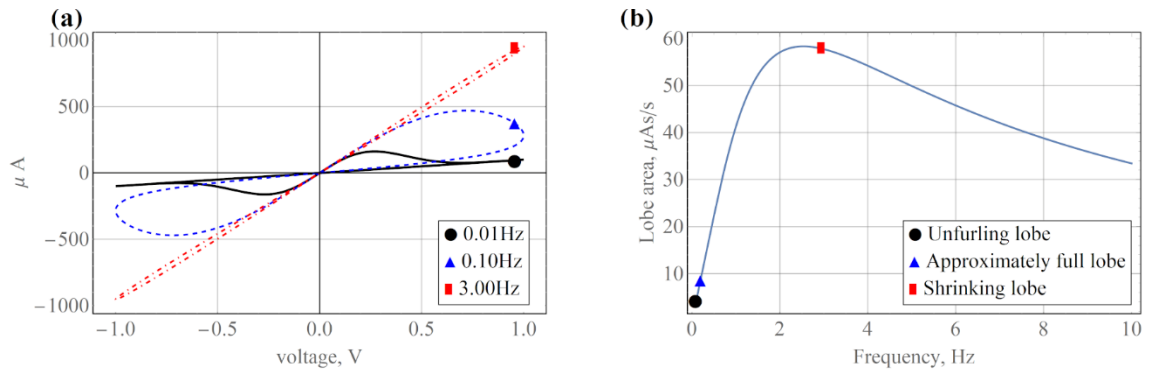 (a)
1000
500
0
−500
−1000
μ A
−1.0 −0.5 0.0 0.5 1.0
voltage, V
0.01Hz
0.10Hz
3.00Hz
(b)
60
50
40
30
20
10
Lobe area, μAs/s
0 2 4 6 8 10
Frequency, Hz
Unfurling lobe
Approximately full lobe
Shrinking lobe